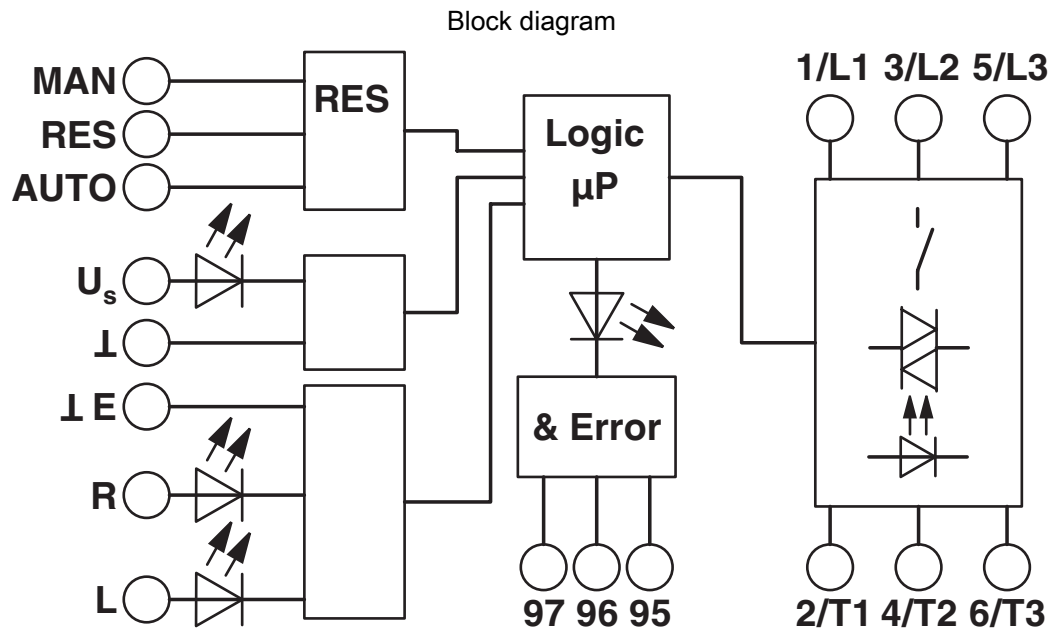 Block diagram
MAN
RES
AUTO
RES
Us
⊥
⊥ E
R
L
Logic
µP
& Error
97 96 95
1/L1 3/L2 5/L3
2/T1 4/T2 6/T3